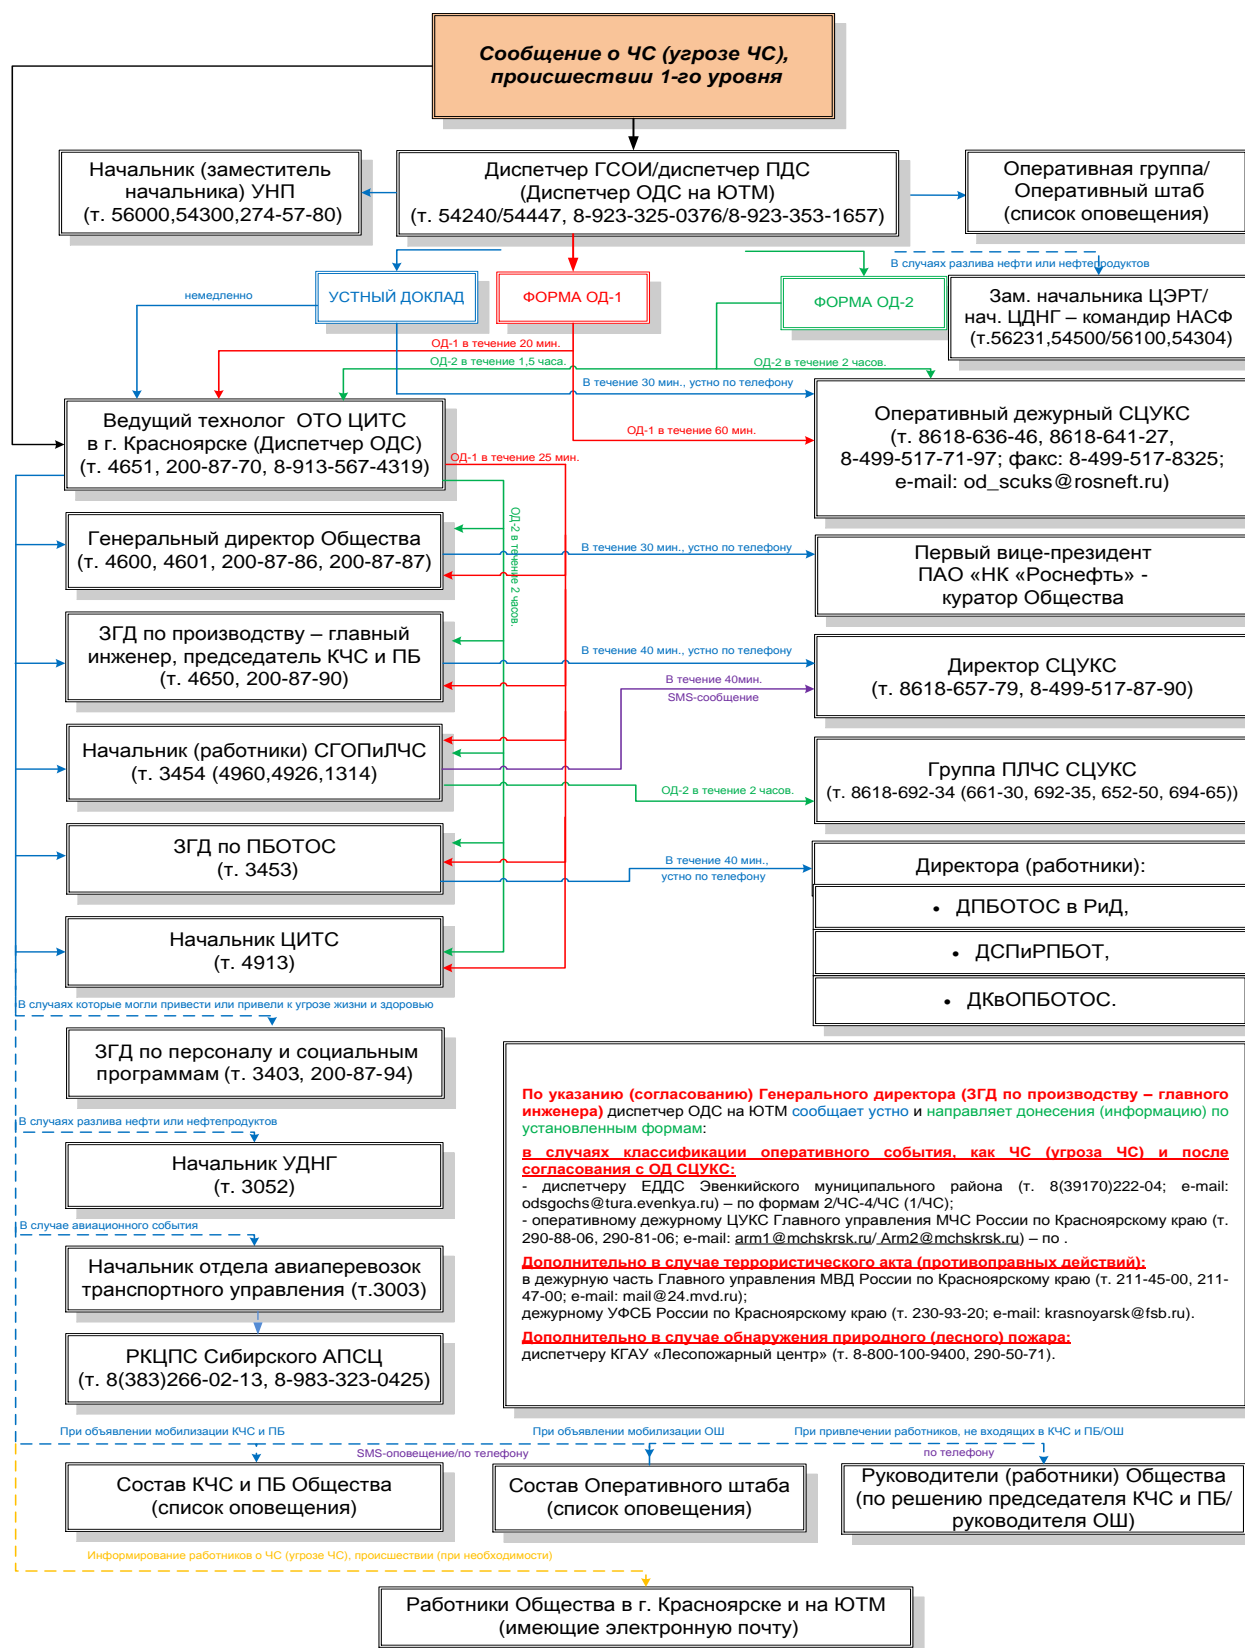 Сообщение о ЧС (угрозе ЧС),
происшествии 1-го уровня
Начальник (заместитель
начальника) УНП
(т. 56000,54300,274-57-80)
Диспетчер ГСОИ/диспетчер ПДС
(Диспетчер ОДС на ЮТМ)
(т. 54240/54447, 8-923-325-0376/8-923-353-1657)
Оперативная группа/
Оперативный штаб
(список оповещения)
В случаях разлива нефти или нефтепродуктов
немедленно
УСТНЫЙ ДОКЛАД
ФОРМА ОД-1
ФОРМА ОД-2
Зам. начальника ЦЭРТ/
нач. ЦДНГ – командир НАСФ
(т.56231,54500/56100,54304)
ОД-1 в течение 20 мин.
ОД-2 в течение 1,5 часа.
ОД-2 в течение 2 часов.
В течение 30 мин., устно по телефону
Ведущий технолог ОТО ЦИТС
в г. Красноярске (Диспетчер ОДС)
(т. 4651, 200-87-70, 8-913-567-4319)
ОД-1 в течение 60 мин.
ОД-1 в течение 25 мин.
Оперативный дежурный СЦУКС
(т. 8618-636-46, 8618-641-27,
8-499-517-71-97; факс: 8-499-517-8325;
e-mail: od_scuks@rosneft.ru)
ОД-2 в течение 2 часов.
Генеральный директор Общества
(т. 4600, 4601, 200-87-86, 200-87-87)
В течение 30 мин., устно по телефону
Первый вице-президент
ПАО «НК «Роснефть» -
куратор Общества
ЗГД по производству – главный
инженер, председатель КЧС и ПБ
(т. 4650, 200-87-90)
В течение 40 мин., устно по телефону
В течение 40мин.
SMS-сообщение
Директор СЦУКС
(т. 8618-657-79, 8-499-517-87-90)
Начальник (работники) СГОПиЛЧС
(т. 3454 (4960,4926,1314)
ОД-2 в течение 2 часов.
Группа ПЛЧС СЦУКС
(т. 8618-692-34 (661-30, 692-35, 652-50, 694-65))
ЗГД по ПБОТОС
(т. 3453)
В течение 40 мин.,
устно по телефону
Директора (работники):
• ДПБОТОС в РиД,
• ДСПиРПБОТ,
• ДКвОПБОТОС.
Начальник ЦИТС
(т. 4913)
В случаях которые могли привести или привели к угрозе жизни и здоровью
ЗГД по персоналу и социальным
программам (т. 3403, 200-87-94)
В случаях разлива нефти или нефтепродуктов
Начальник УДНГ
(т. 3052)
В случае авиационного события
Начальник отдела авиаперевозок
транспортного управления (т.3003)
РКЦПС Сибирского АПСЦ
(т. 8(383)266-02-13, 8-983-323-0425)
По указанию (согласованию) Генерального директора (ЗГД по производству – главного
инженера) диспетчер ОДС на ЮТМ сообщает устно и направляет донесения (информацию) по
установленным формам:
в случаях классификации оперативного события, как ЧС (угроза ЧС) и после
согласования с ОД СЦУКС:
- диспетчеру ЕДДС Эвенкийского муниципального района (т. 8(39170)222-04; e-mail:
odsgochs@tura.evenkya.ru) – по формам 2/ЧС-4/ЧС (1/ЧС);
- оперативному дежурному ЦУКС Главного управления МЧС России по Красноярскому краю (т.
290-88-06, 290-81-06; e-mail: arm1@mchskrsk.ru/ Arm2@mchskrsk.ru) – по .
Дополнительно в случае террористического акта (противоправных действий):
в дежурную часть Главного управления МВД России по Красноярскому краю (т. 211-45-00, 211-
47-00; e-mail: mail@24.mvd.ru);
дежурному УФСБ России по Красноярскому краю (т. 230-93-20; e-mail: krasnoyarsk@fsb.ru).
Дополнительно в случае обнаружения природного (лесного) пожара:
диспетчеру КГАУ «Лесопожарный центр» (т. 8-800-100-9400, 290-50-71).
При объявлении мобилизации КЧС и ПБ
При объявлении мобилизации ОШ
При привлечении работников, не входящих в КЧС и ПБ/ОШ
SMS-оповещение/по телефону
по телефону
Состав КЧС и ПБ Общества
(список оповещения)
Состав Оперативного штаба
(список оповещения)
Руководители (работники) Общества
(по решению председателя КЧС и ПБ/
руководителя ОШ)
Информирование работников о ЧС (угрозе ЧС), происшествии (при необходимости)
Работники Общества в г. Красноярске и на ЮТМ
(имеющие электронную почту)